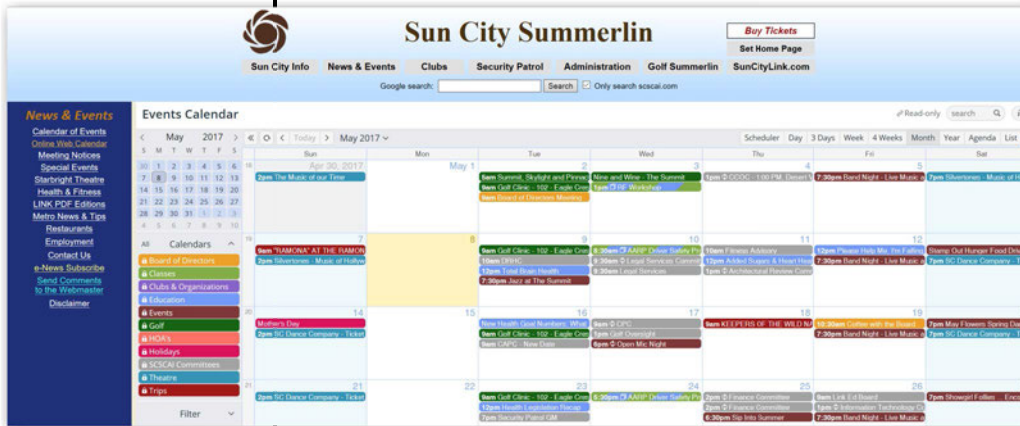 Sun City Summerlin
Buy Tickets
Set Home Page
Sun City Info News & Events Clubs Security Patrol Administration Golf Summerlin SunCityLink.com
Google search: Search Only search scscai.com
News & Events
Calendar of Events
Online Web Calendar
Meeting Notices
Special Events
Starbright Theatre
Health & Fitness
LINK PDF Editions
Metro News & Tips
Restaurants
Employment
Contact Us
e-News Subscribe
Send Comments
to the Webmaster
Disclaimer
Events Calendar
Read-only search
< May 2017 >
S M T W T F S
30 1 2 3 4 5 6
7 8 9 10 11 12 13
14 15 16 17 18 19 20
21 22 23 24 25 26 27
28 29 30 31 1 2 3
4 5 6 7 8 9 10
All Calendars
Board of Directors
Classes
Clubs & Organizations
Education
Events
Golf
HOA's
Holidays
SCSCAI Committees
Theatre
Trips
Filter
< Today > May 2017
Scheduler Day 3 Days Week 4 Weeks Month Year Agenda List
Sun Mon Tue Wed Thu Fri Sat
18 Apr 30, 2017 May 1 2 3 4 5
2pm The Music of our Time
9am Summit, Skylight and Pinnac
9am Golf Clinic - 102 - Eagle Cres
9am Board of Directors Meeting
Nine and Wine - The Summit
1pm RF Workshop
1pm CCOC - 1:00 PM, Desert V
7:30pm Band Night - Live Music a
7pm Silvertones - Music of H
19 7 8 9 10 11 12
9am "RAMONA" AT THE RAMON
2pm Silvertones - Music of Hollyw
9am Golf Clinic - 102 - Eagle Cres
10am DRHC
12pm Total Brain Health
7:30pm Jazz at The Summit
8:30am AARP Driver Safety Pr
9:30am Legal Services Commit
9:30am Legal Services
10am Fitness Advisory
12pm Added Sugars & Heart Hea
1pm Architectural Review Com
12pm Please Help Me, I'm Falling
7:30pm Band Night - Live Music a
Stamp Out Hunger Food Driv
7pm SC Dance Company - T
20 14 15 16 17 18 19
Mother's Day
2pm SC Dance Company - Ticket
New Health Goal Numbers: What
9am Golf Clinic - 102 - Eagle Cres
9am CAPC - New Date
9am CPC
1pm Golf Oversight
6pm Open Mic Night
9am KEEPERS OF THE WILD NA
10:30am Coffee with the Board
7:30pm Band Night - Live Music a
7pm May Flowers Spring Da
7pm SC Dance Company - T
21 21 22 23 24 25 26
2pm SC Dance Company - Ticket
9am Golf Clinic - 102 - Eagle Cres
12pm Health Legislation Recap
7pm Security Patrol GM
5:30pm AARP Driver Safety Pr
2pm Finance Committee
2pm Finance Committee
6:30pm Sip Into Summer
9am Link Ed Board
1pm Information Technology C
7:30pm Band Night - Live Music a
7pm Showgirl Follies ... Enco